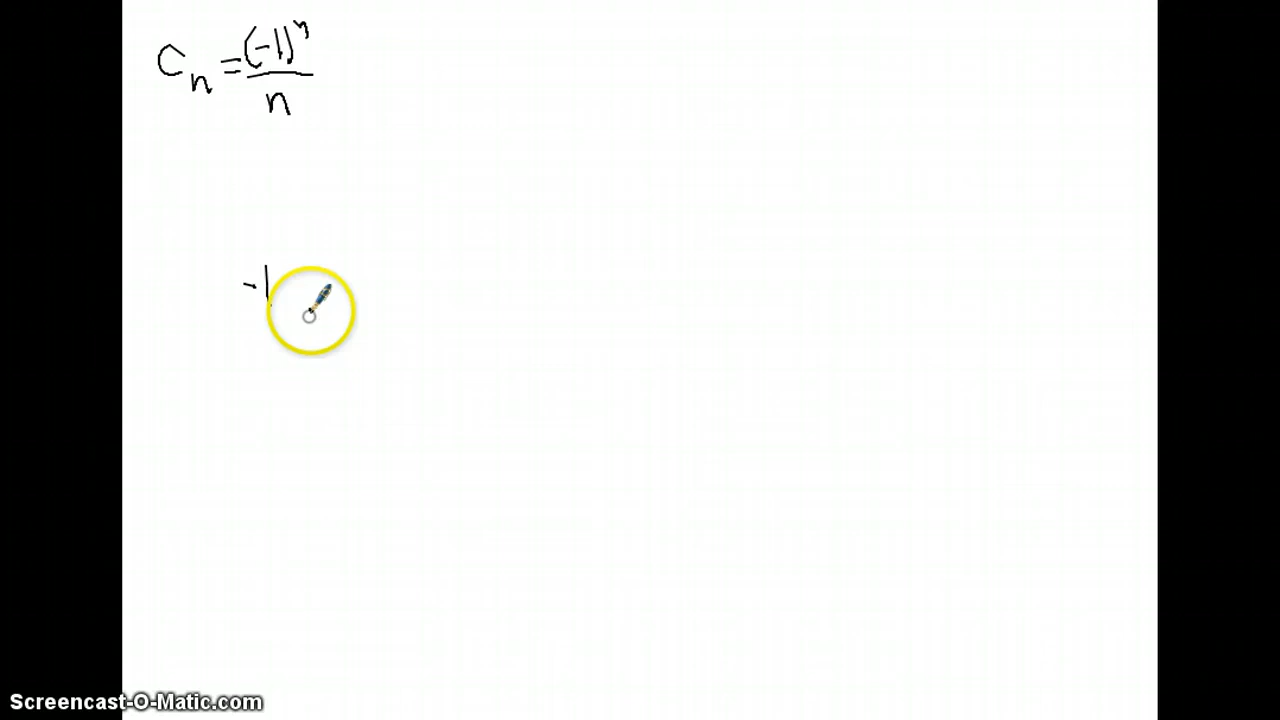 Cₙ = (-1)ⁿ / n
-1
Screencast-O-Matic.com